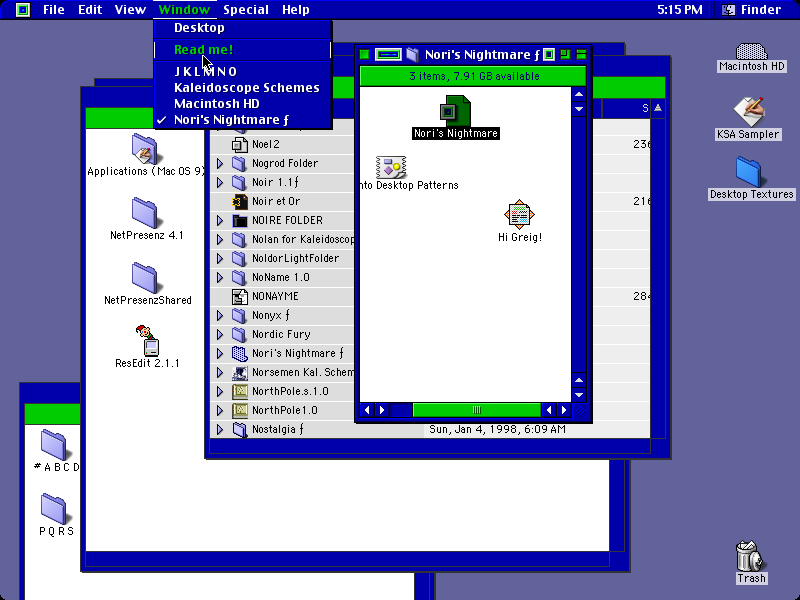 File Edit View Window Special Help 5:15 PM Finder
Desktop
Read me!
J K L M N O
Kaleidoscope Schemes
Macintosh HD
✓ Nori's Nightmare ƒ
Nori's Nightmare ƒ
3 items, 7.91 GB available
Nori's Nightmare
nto Desktop Patterns
Hi Greig!
S
Noel2 236
Nogrod Folder
Noir 1.1ƒ
Noir et Or 216
NOIRE FOLDER
Nolan for Kaleidoscop
NoldorLightFolder
NoName 1.0
NONAYME 284
Nonyx ƒ
Nordic Fury
Nori's Nightmare ƒ
Norsemen Kal. Schem
NorthPole.s.1.0
NorthPole1.0
Nostalgia ƒ Sun, Jan 4, 1998, 6:09 AM
Applications (Mac OS 9)
NetPresenz 4.1
NetPresenzShared
ResEdit 2.1.1
# A B C D
P Q R S
Macintosh HD
KSA Sampler
Desktop Textures
Trash